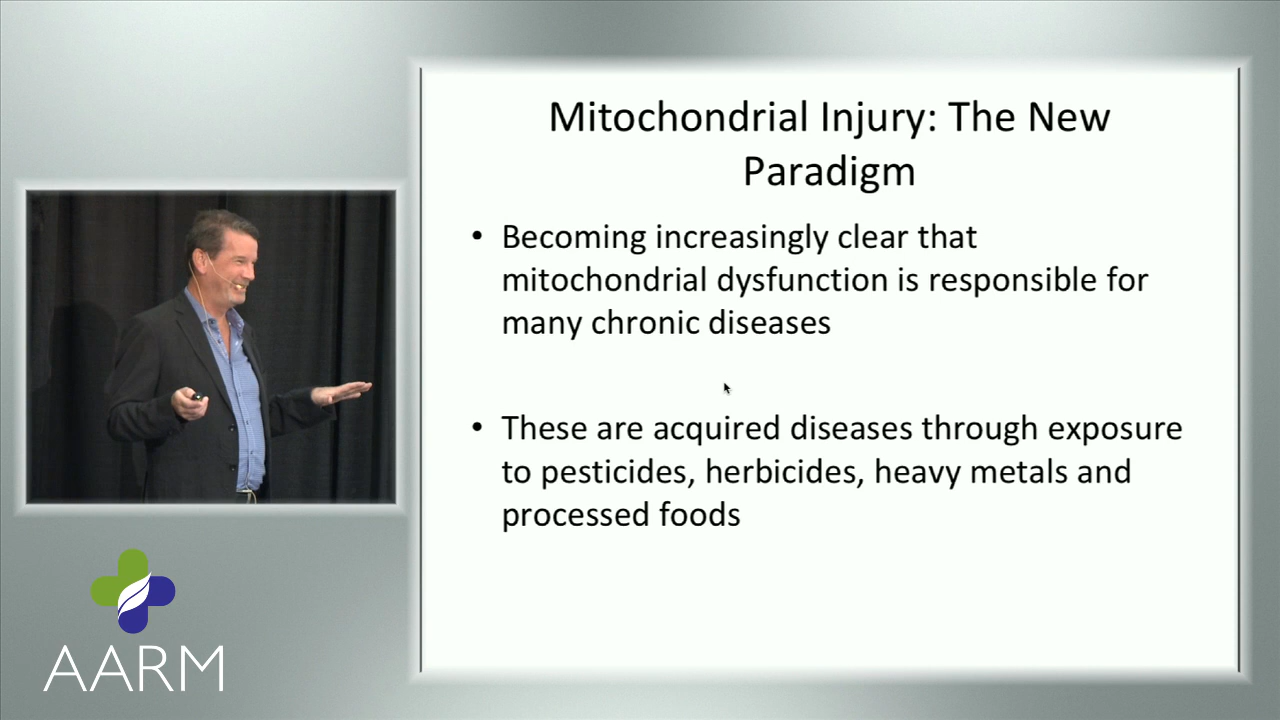 Mitochondrial Injury: The New
Paradigm
• Becoming increasingly clear that
mitochondrial dysfunction is responsible for
many chronic diseases
• These are acquired diseases through exposure
to pesticides, herbicides, heavy metals and
processed foods
AARM